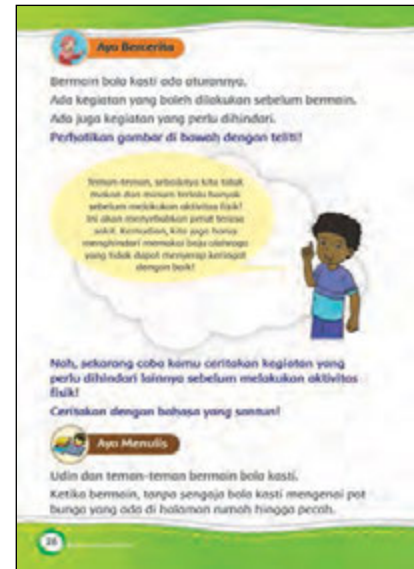 Ayo Bercerita
Bermain bola kasti ada aturannya.
Ada kegiatan yang boleh dilakukan sebelum bermain.
Ada juga kegiatan yang perlu dihindari.
Perhatikan gambar di bawah dengan teliti!
Teman-teman, sebaiknya kita tidak
makan dan minum terlalu banyak
sebelum melakukan aktivitas fisik!
Ini akan menyebabkan perut terasa
sakit. Kemudian, kita juga harus
menghindari memakai baju olahraga
yang tidak dapat menyerap keringat
dengan baik!
Nah, sekarang coba kamu ceritakan kegiatan yang
perlu dihindari lainnya sebelum melakukan aktivitas
fisik!
Ceritakan dengan bahasa yang santun!
Ayo Menulis
Udin dan teman-teman bermain bola kasti.
Ketika bermain, tanpa sengaja bola kasti mengenai pot
bunga yang ada di halaman rumah hingga pecah.